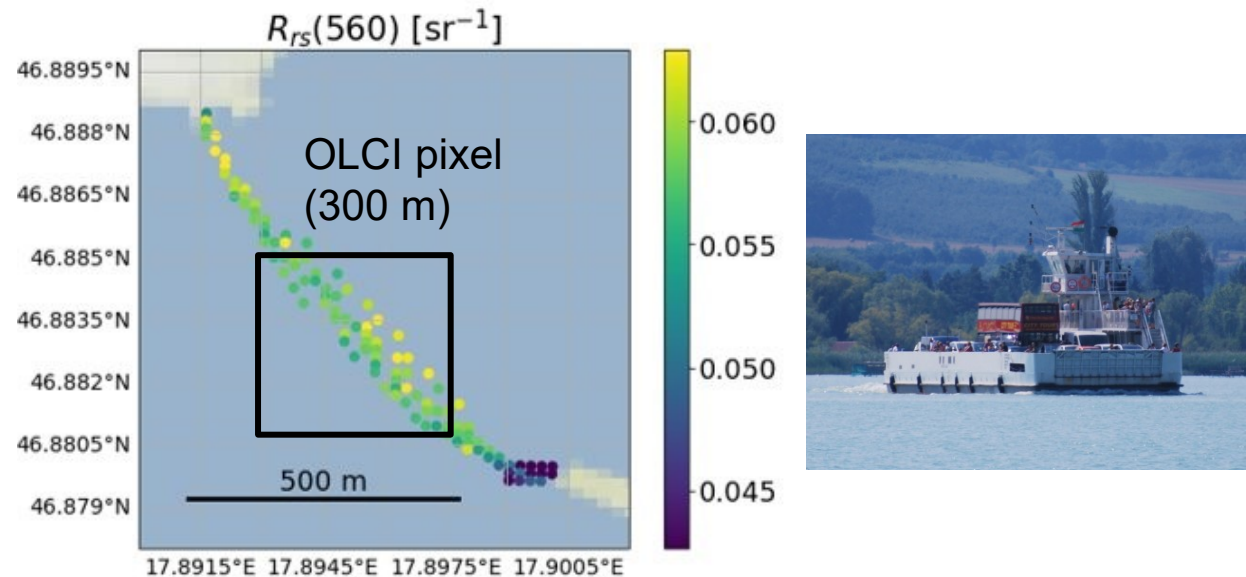 R_{rs}(560) [sr^{-1}]
46.8895°N
46.888°N
46.8865°N
46.885°N
46.8835°N
46.882°N
46.8805°N
46.879°N
OLCI pixel
(300 m)
500 m
17.8915°E 17.8945°E 17.8975°E 17.9005°E
0.060
0.055
0.050
0.045